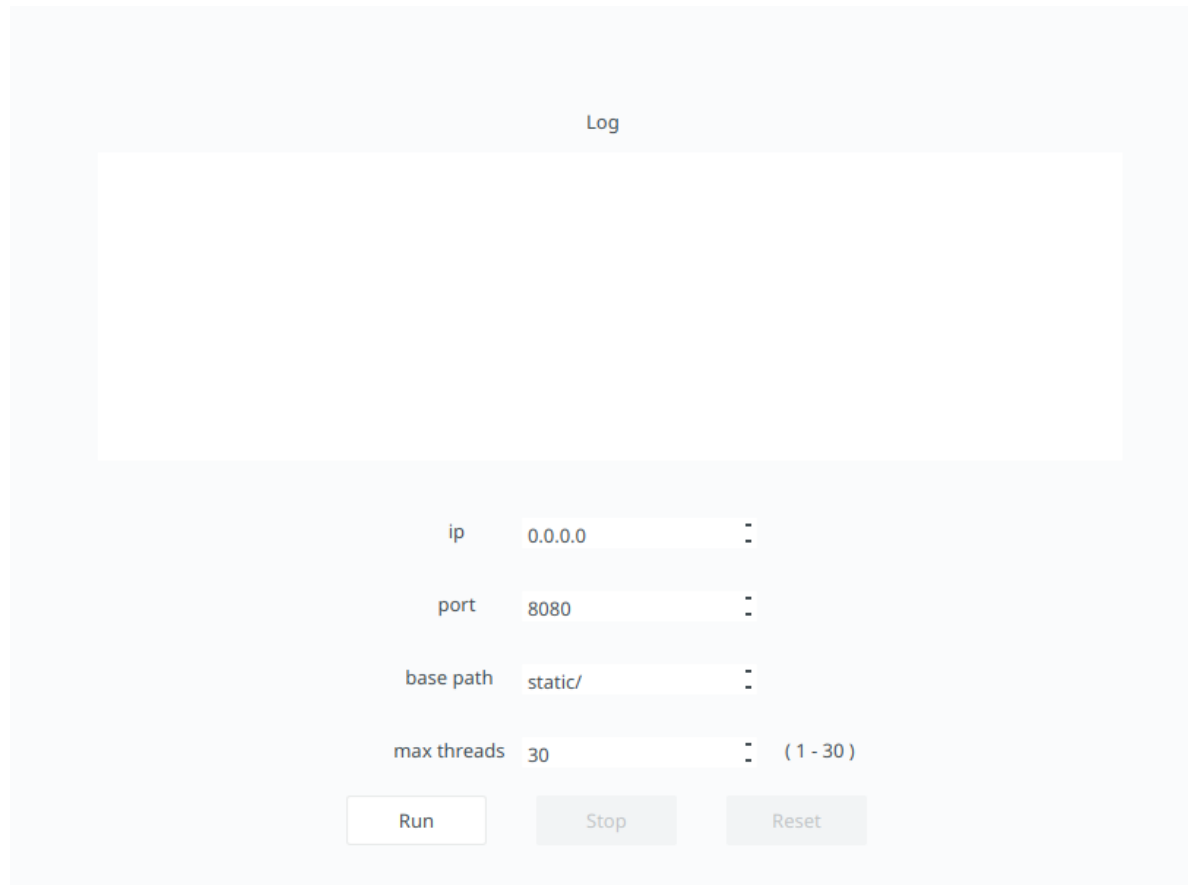 Log
ip 0.0.0.0
port 8080
base path static/
max threads 30 ( 1 - 30 )
Run Stop Reset